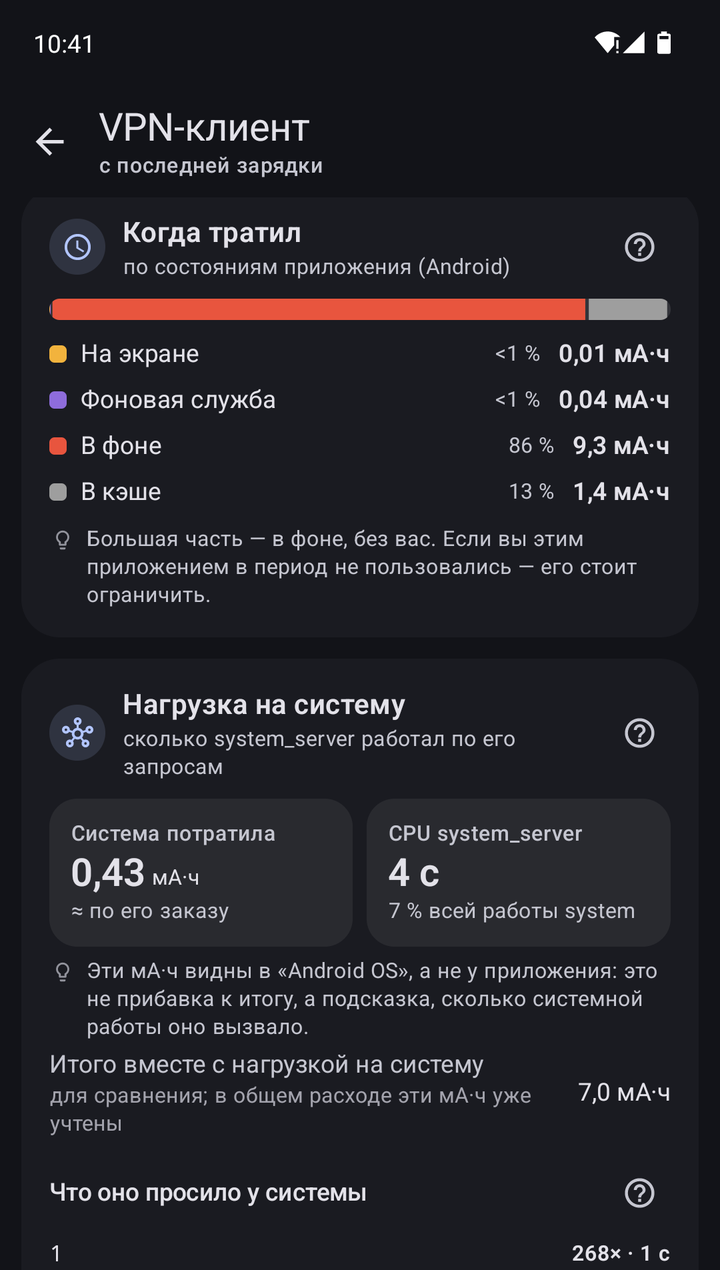 10:41
VPN-клиент
с последней зарядки
Когда тратил
по состояниям приложения (Android)
На экране <1 % 0,01 мА·ч
Фоновая служба <1 % 0,04 мА·ч
В фоне 86 % 9,3 мА·ч
В кэше 13 % 1,4 мА·ч
Большая часть — в фоне, без вас. Если вы этим
приложением в период не пользовались — его стоит
ограничить.
Нагрузка на систему
сколько system_server работал по его
запросам
Система потратила
0,43 мА·ч
≈ по его заказу
CPU system_server
4 с
7 % всей работы system
Эти мА·ч видны в «Android OS», а не у приложения: это
не прибавка к итогу, а подсказка, сколько системной
работы оно вызвало.
Итого вместе с нагрузкой на систему
для сравнения; в общем расходе эти мА·ч уже
учтены
7,0 мА·ч
Что оно просило у системы
1 268× · 1 с